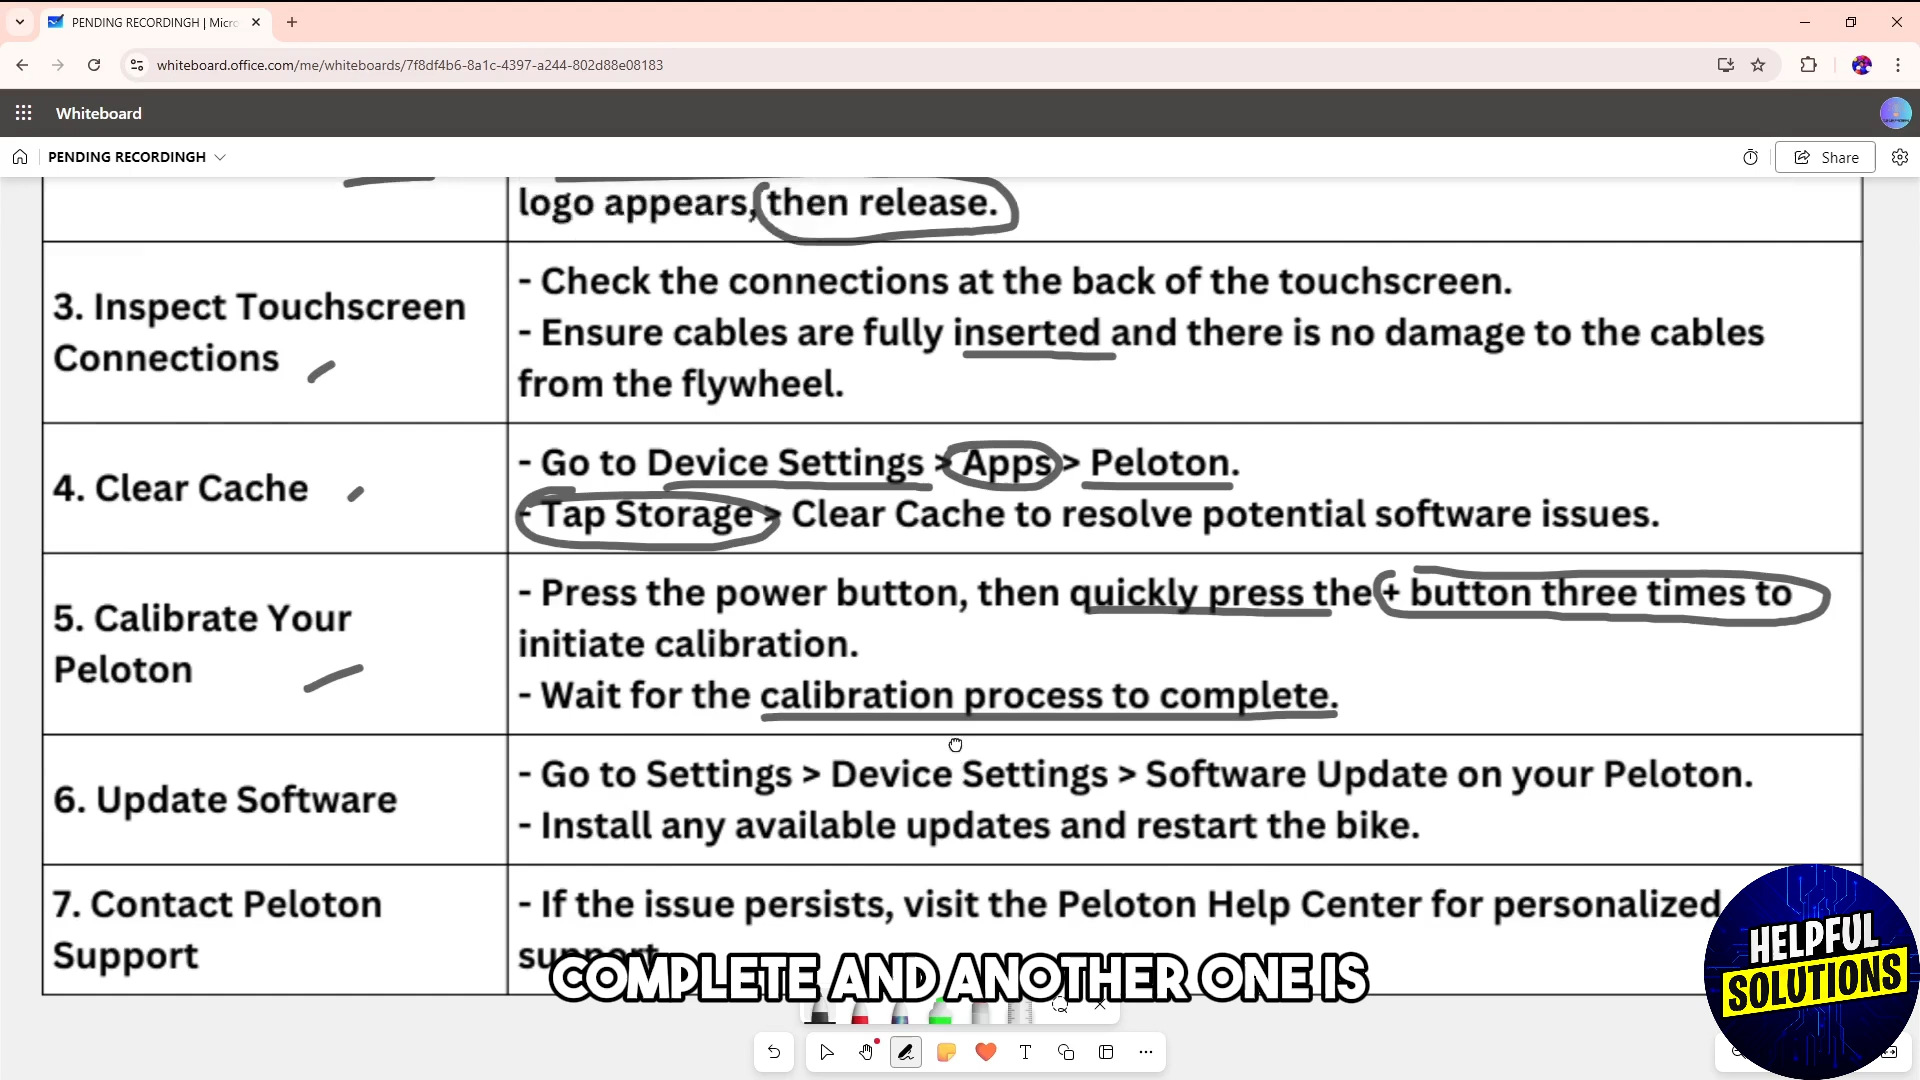 PENDING RECORDINGH | Micro
whiteboard.office.com/me/whiteboards/7f8df4b6-8a1c-4397-a244-802d88e08183
Whiteboard
PENDING RECORDINGH
Share
logo appears, then release.
3. Inspect Touchscreen
Connections
- Check the connections at the back of the touchscreen.
- Ensure cables are fully inserted and there is no damage to the cables
from the flywheel.
4. Clear Cache
- Go to Device Settings > Apps > Peloton.
- Tap Storage > Clear Cache to resolve potential software issues.
5. Calibrate Your
Peloton
- Press the power button, then quickly press the + button three times to
initiate calibration.
- Wait for the calibration process to complete.
6. Update Software
- Go to Settings > Device Settings > Software Update on your Peloton.
- Install any available updates and restart the bike.
7. Contact Peloton
Support
- If the issue persists, visit the Peloton Help Center for personalized
support
COMPLETE AND ANOTHER ONE IS
HELPFUL
SOLUTIONS